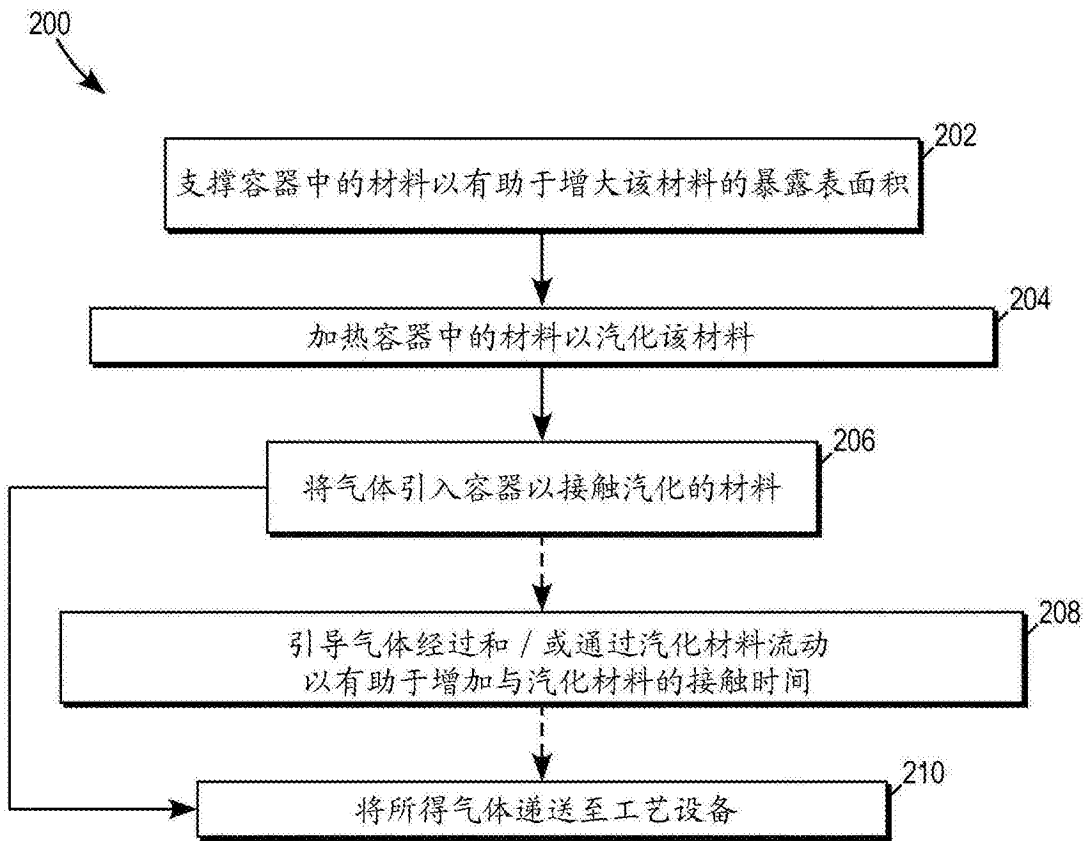 200
202
支撑容器中的材料以有助于增大该材料的暴露表面积
204
加热容器中的材料以汽化该材料
206
将气体引入容器以接触汽化的材料
208
引导气体经过和/或通过汽化材料流动
以有助于增加与汽化材料的接触时间
210
将所得气体递送至工艺设备